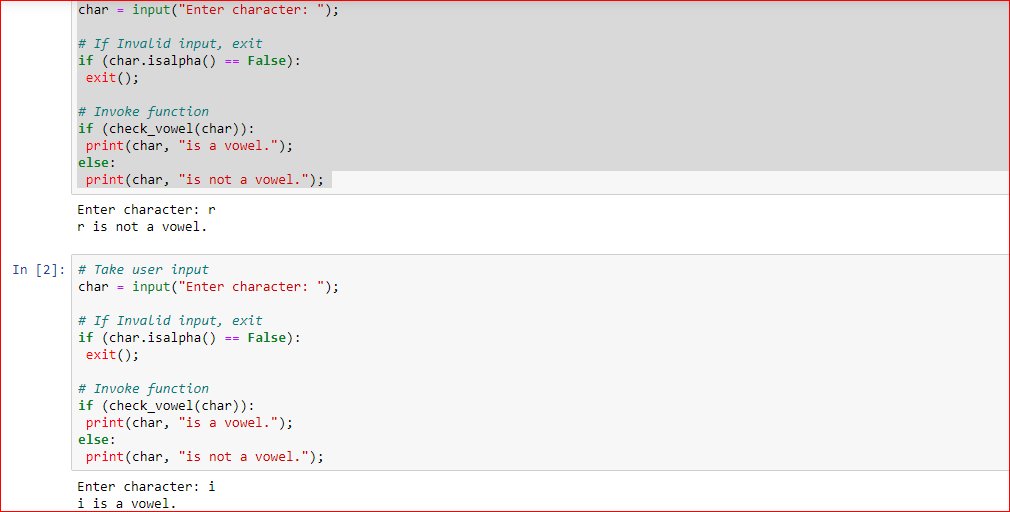 char = input("Enter character: ");
# If Invalid input, exit
if (char.isalpha() == False):
 exit();
# Invoke function
if (check_vowel(char)):
 print(char, "is a vowel.");
else:
 print(char, "is not a vowel.");
Enter character: r
r is not a vowel.
In [2]: # Take user input
char = input("Enter character: ");
# If Invalid input, exit
if (char.isalpha() == False):
 exit();
# Invoke function
if (check_vowel(char)):
 print(char, "is a vowel.");
else:
 print(char, "is not a vowel.");
Enter character: i
i is a vowel.